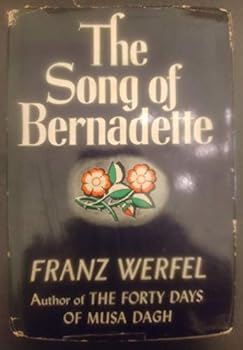 The
Song of
Bernadette
FRANZ WERFEL
Author of THE FORTY DAYS
OF MUSA DAGH